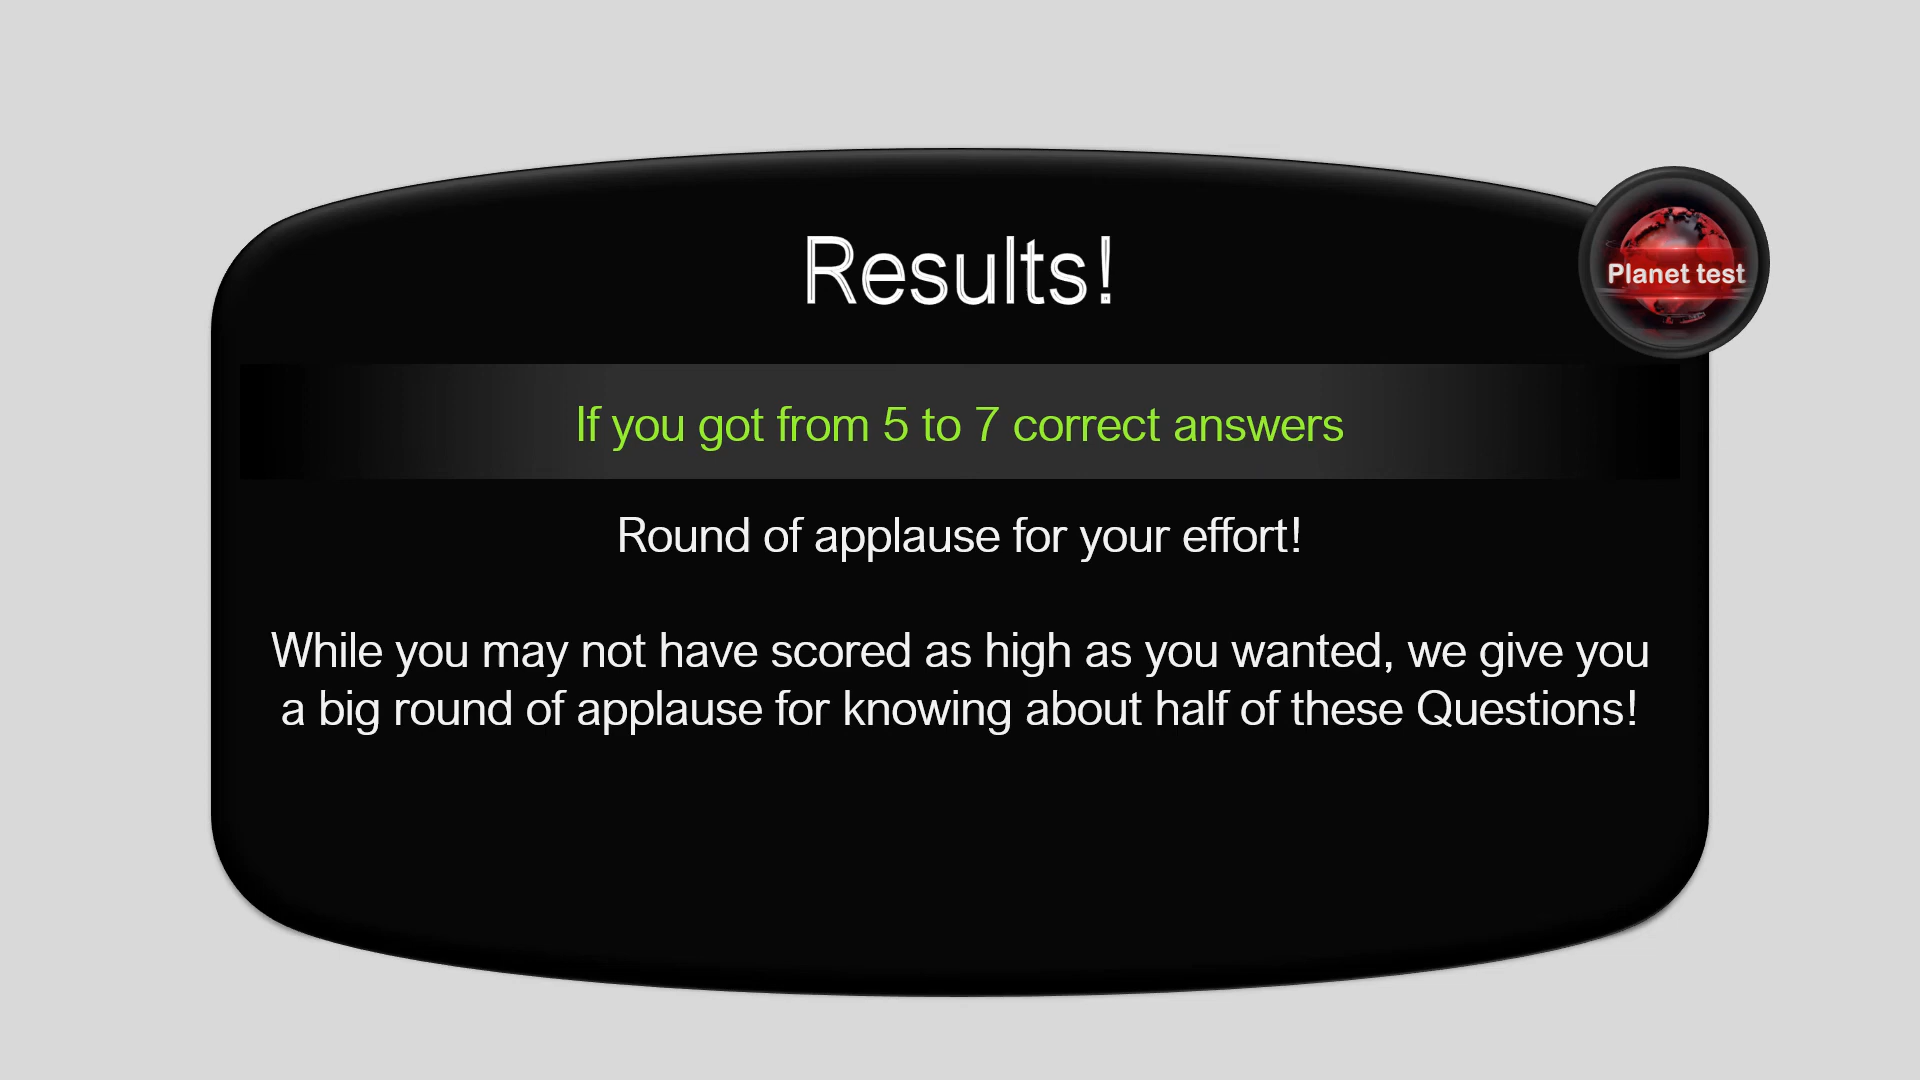 Results!
Planet test
If you got from 5 to 7 correct answers
Round of applause for your effort!
While you may not have scored as high as you wanted, we give you
a big round of applause for knowing about half of these Questions!